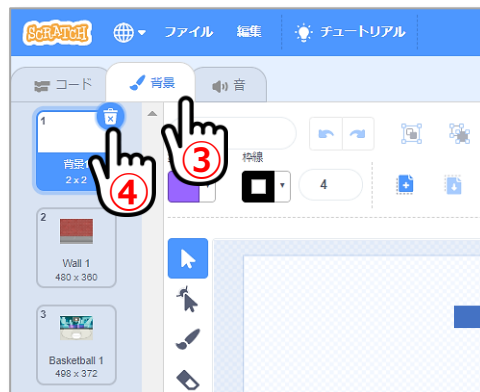 SCRATCH ファイル 編集 チュートリアル
コード 背景 音
③
④
1
背景
2 x 2
枠線
4
2
Wall 1
480 x 360
3
Basketball 1
498 x 372